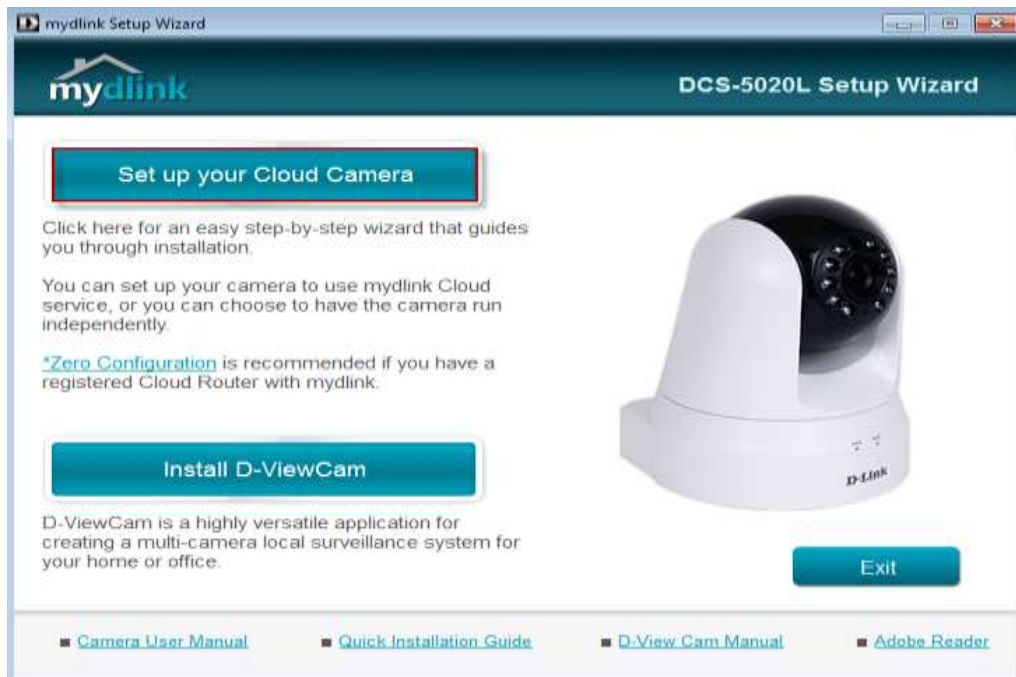 mydlink Setup Wizard
mydlink
DCS-5020L Setup Wizard
Set up your Cloud Camera
Click here for an easy step-by-step wizard that guides
you through installation.
You can set up your camera to use mydlink Cloud
service, or you can choose to have the camera run
independently.
*Zero Configuration is recommended if you have a
registered Cloud Router with mydlink.
Install D-ViewCam
D-ViewCam is a highly versatile application for
creating a multi-camera local surveillance system for
your home or office.
D-Link
Exit
Camera User Manual
Quick Installation Guide
D-View Cam Manual
Adobe Reader